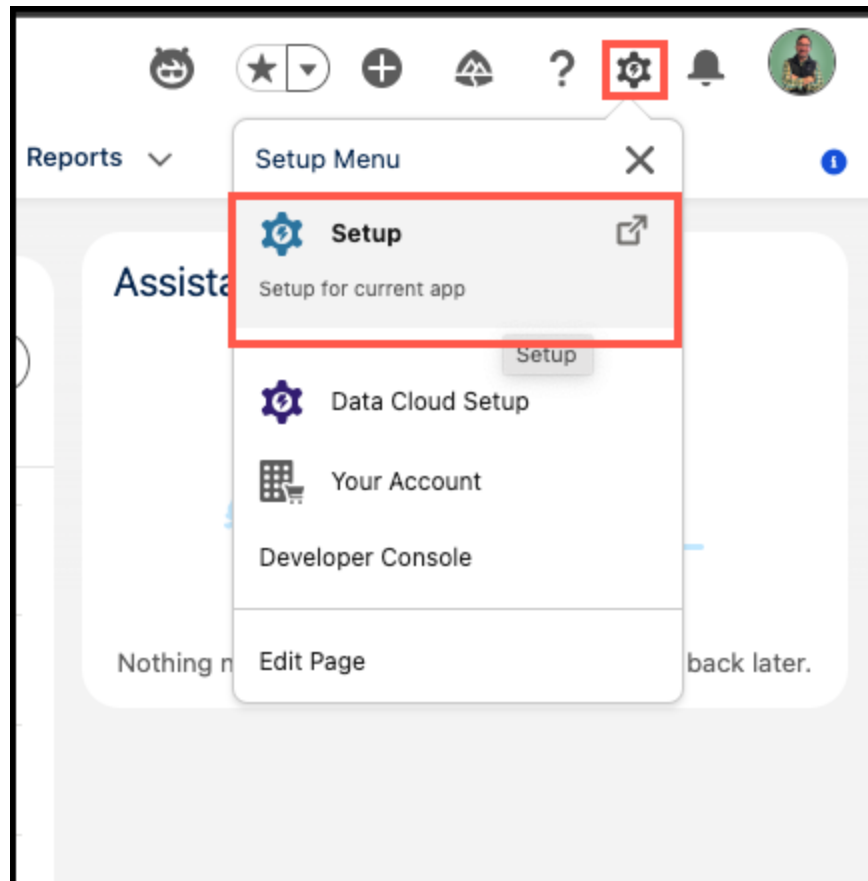 Reports
Setup Menu
Setup
Assista
Setup for current app
Setup
Data Cloud Setup
Your Account
Developer Console
Nothing
Edit Page
back later.